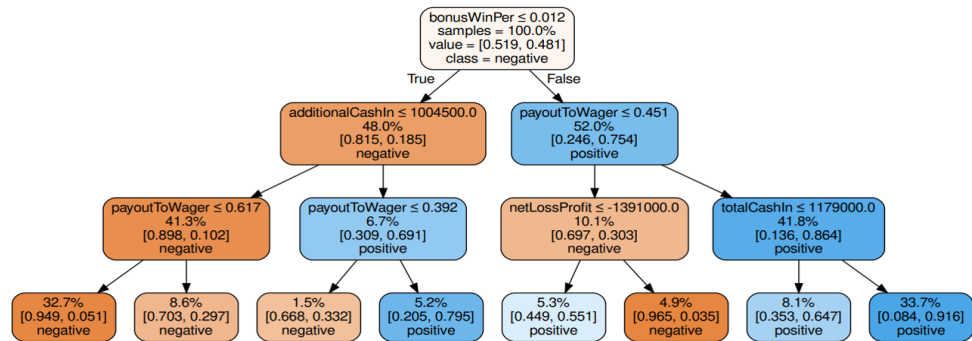 bonusWinPer ≤ 0.012
samples = 100.0%
value = [0.519, 0.481]
class = negative
True
False
additionalCashIn ≤ 1004500.0
48.0%
[0.815, 0.185]
negative
payoutToWager ≤ 0.451
52.0%
[0.246, 0.754]
positive
payoutToWager ≤ 0.617
41.3%
[0.898, 0.102]
negative
payoutToWager ≤ 0.392
6.7%
[0.309, 0.691]
positive
netLossProfit ≤ -1391000.0
10.1%
[0.697, 0.303]
negative
totalCashIn ≤ 1179000.0
41.8%
[0.136, 0.864]
positive
32.7%
[0.949, 0.051]
negative
8.6%
[0.703, 0.297]
negative
1.5%
[0.668, 0.332]
negative
5.2%
[0.205, 0.795]
positive
5.3%
[0.449, 0.551]
positive
4.9%
[0.965, 0.035]
negative
8.1%
[0.353, 0.647]
positive
33.7%
[0.084, 0.916]
positive